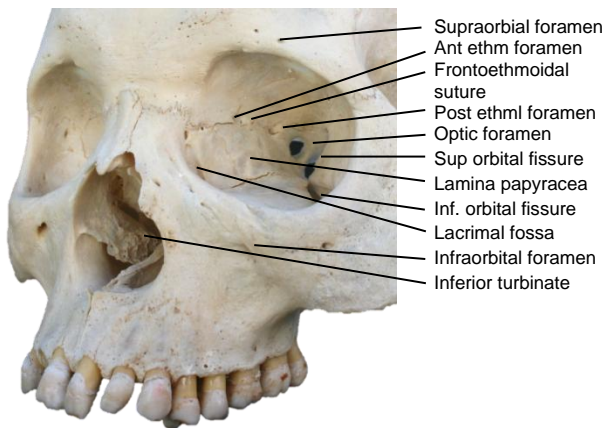 Supraorbial foramen
Ant ethm foramen
Frontoethmoidal
suture
Post ethml foramen
Optic foramen
Sup orbital fissure
Lamina papyracea
Inf. orbital fissure
Lacrimal fossa
Infraorbital foramen
Inferior turbinate